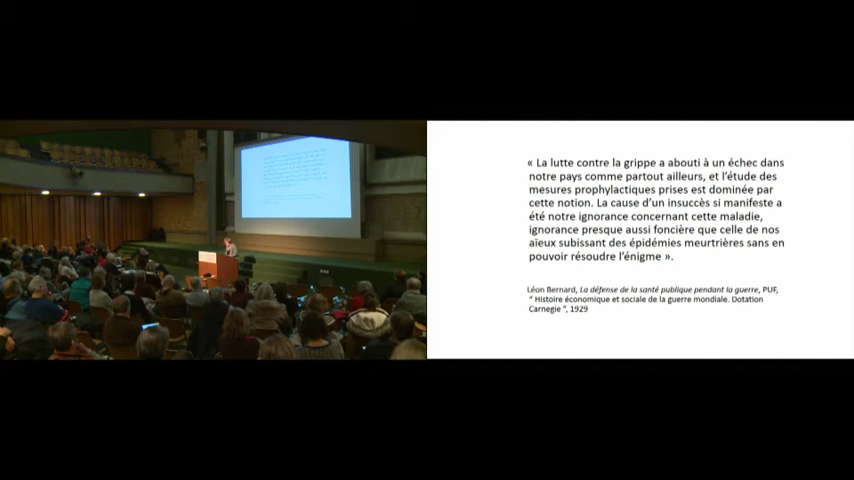 « La lutte contre la grippe a abouti à un échec dans
notre pays comme partout ailleurs, et l'étude des
mesures prophylactiques prises est dominée par
cette notion. La cause d'un insuccès si manifeste a
été notre ignorance concernant cette maladie,
ignorance presque aussi foncière que celle de nos
aïeux subissant des épidémies meurtrières sans en
pouvoir résoudre l'énigme ».
Léon Bernard, La défense de la santé publique pendant la guerre, PUF,
" Histoire économique et sociale de la guerre mondiale. Dotation
Carnegie ", 1929